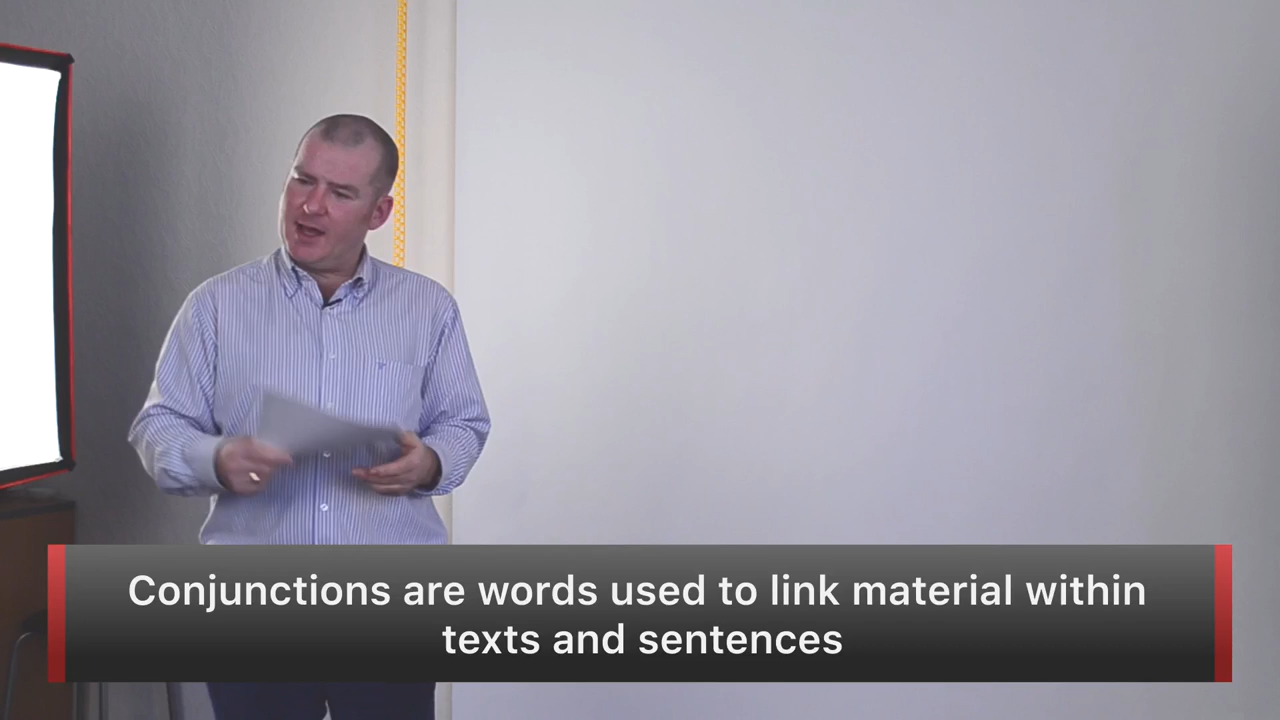 Conjunctions are words used to link material within
texts and sentences